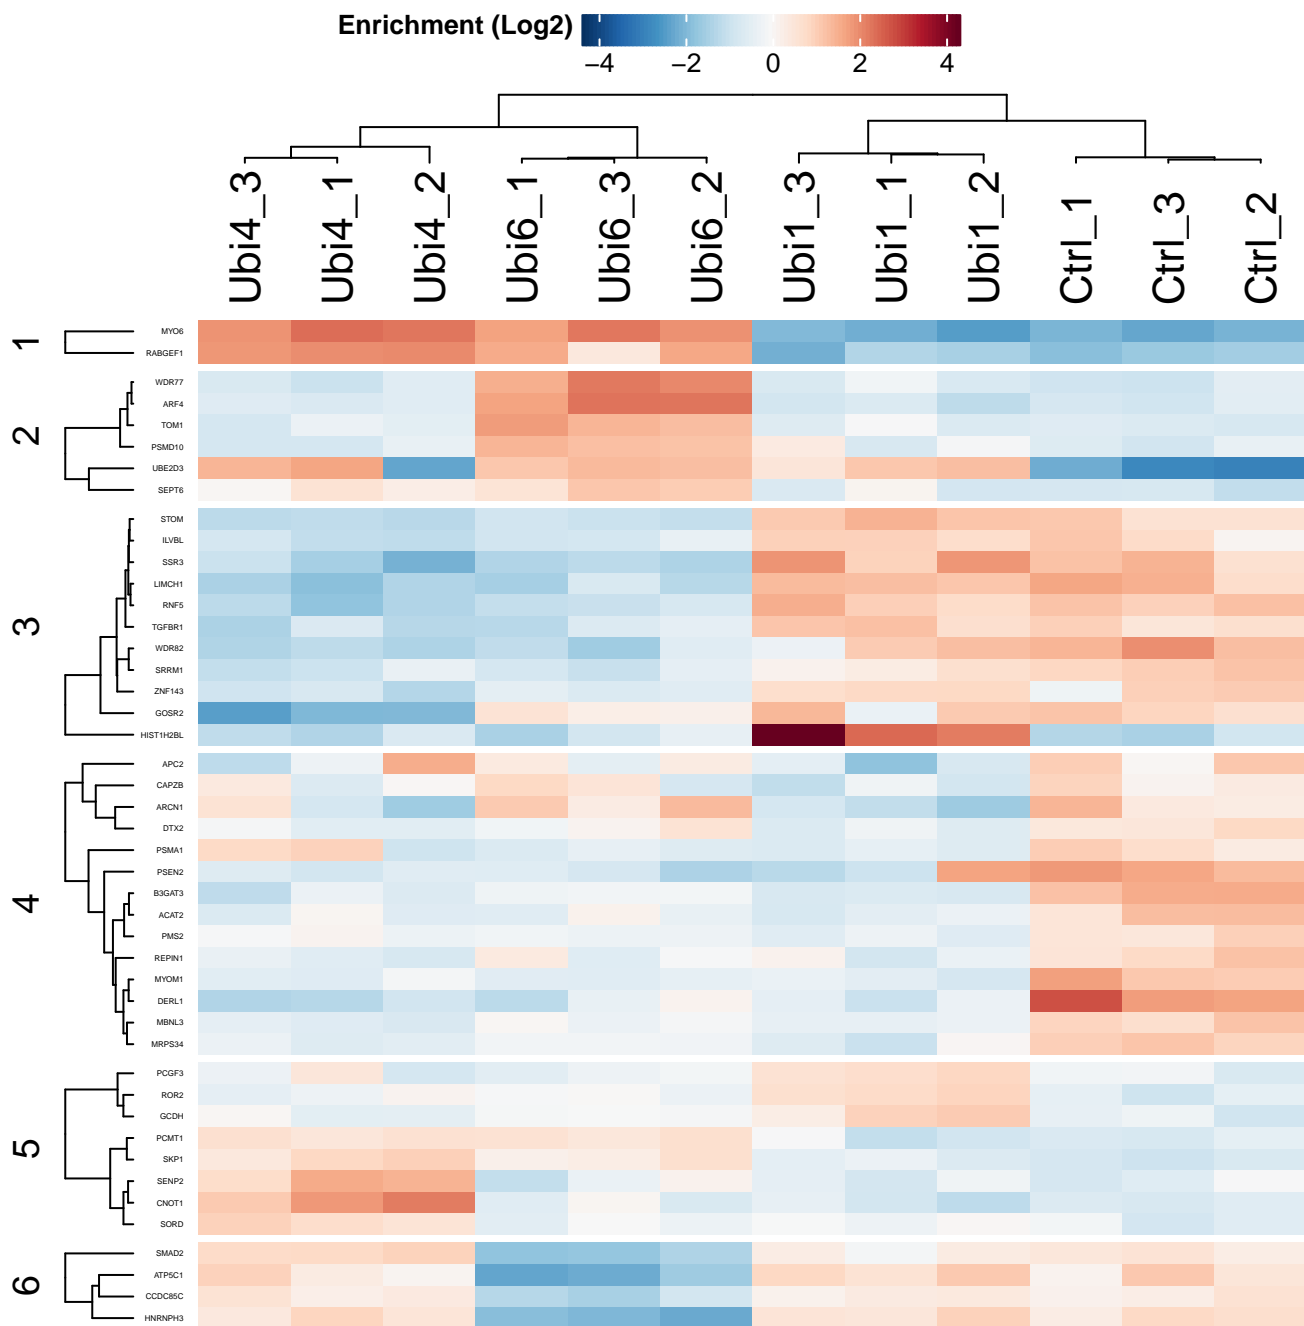 Enrichment (Log2)
−4 −2 0 2 4
Ubi4_3 Ubi4_1 Ubi4_2 Ubi6_1 Ubi6_3 Ubi6_2 Ubi1_3 Ubi1_1 Ubi1_2 Ctrl_1 Ctrl_3 Ctrl_2
1
MYO6
RABGEF1
2
WDR77
ARF4
TOM1
PSMD10
UBE2D3
SEPT6
3
STOM
ILVBL
SSR3
LIMCH1
RNF5
TGFBR1
WDR82
SRRM1
ZNF143
GOSR2
HIST1H2BL
4
APC2
CAPZB
ARCN1
DTX2
PSMA1
PSEN2
B3GAT3
ACAT2
PMS2
REPIN1
MYOM1
DERL1
MBNL3
MRPS34
5
PCGF3
ROR2
GCDH
PCMT1
SKP1
SENP2
CNOT1
SORD
6
SMAD2
ATP5C1
CCDC85C
HNRNPH3